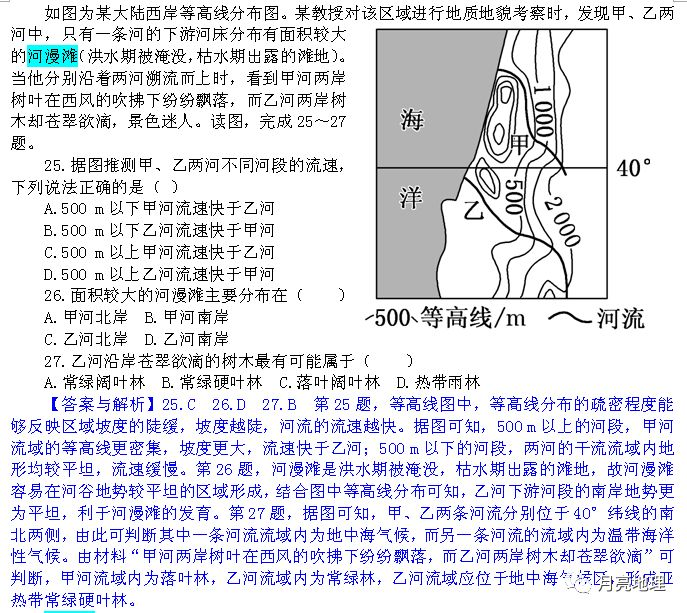 如图为某大陆西岸等高线分布图。某教授对该区域进行地质地貌考察时,发现甲、乙两
河中,只有一条河的下游河床分布有面积较大
的河漫滩(洪水期被淹没,枯水期出露的滩地)。
当他分别沿着两河溯流而上时,看到甲河两岸
树叶在西风的吹拂下纷纷飘落,而乙河两岸树
木却苍翠欲滴,景色迷人。读图,完成25~27
题。
25.据图推测甲、乙两河不同河段的流速,
下列说法正确的是( )
A.500 m以下甲河流速快于乙河
B.500 m以下乙河流速快于甲河
C.500 m以上甲河流速快于乙河
D.500 m以上乙河流速快于甲河
26.面积较大的河漫滩主要分布在( )
A.甲河北岸 B.甲河南岸
C.乙河北岸 D.乙河南岸
海
洋
甲
乙
1 000
500
2 000
40°
500 等高线/m 河流
27.乙河沿岸苍翠欲滴的树木最有可能属于( )
A.常绿阔叶林 B.常绿硬叶林 C.落叶阔叶林 D.热带雨林
【答案与解析】25.C 26.D 27.B 第25题,等高线图中,等高线分布的疏密程度能
够反映区域坡度的陡缓,坡度越陡,河流的流速越快。据图可知,500 m以上的河段,甲河
流域的等高线更密集,坡度更大,流速快于乙河;500 m以下的河段,两河的干流流域内地
形均较平坦,流速缓慢。第26题,河漫滩是洪水期被淹没,枯水期出露的滩地,故河漫滩
容易在河谷地势较平坦的区域形成,结合图中等高线分布可知,乙河下游河段的南岸地势更
为平坦,利于河漫滩的发育。第27题,据图可知,甲、乙两条河流分别位于40°纬线的南
北两侧,由此可判断其中一条河流流域内为地中海气候,而另一条河流的流域内为温带海洋
性气候。由材料“甲河两岸树叶在西风的吹拂下纷纷飘落,而乙河两岸树木却苍翠欲滴”可
判断,甲河流域内为落叶林,乙河流域内为常绿林,乙河流域应位于地中海气候区,形成亚
热带常绿硬叶林。
月亮地理